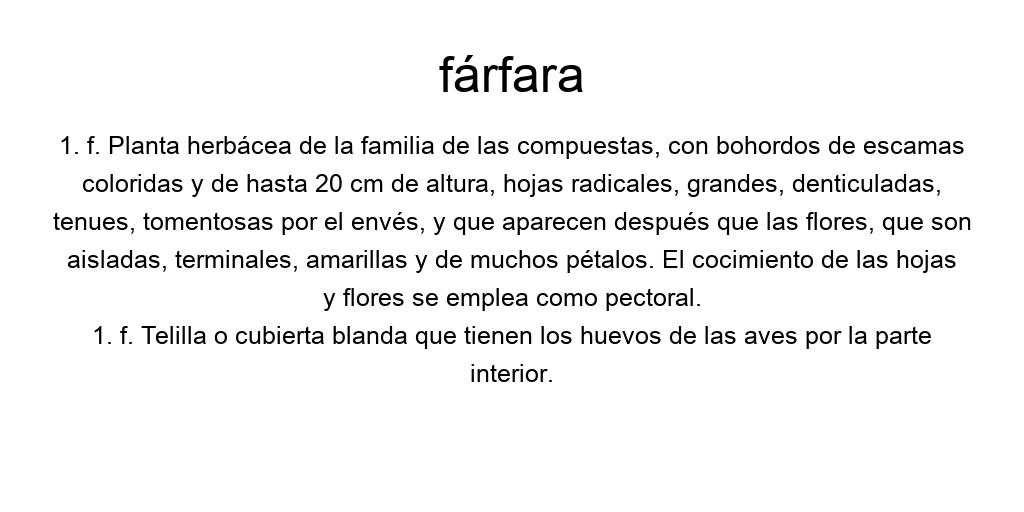 fárfara
1. f. Planta herbácea de la familia de las compuestas, con bohordos de escamas
coloridas y de hasta 20 cm de altura, hojas radicales, grandes, denticuladas,
tenues, tomentosas por el envés, y que aparecen después que las flores, que son
aisladas, terminales, amarillas y de muchos pétalos. El cocimiento de las hojas
y flores se emplea como pectoral.
1. f. Telilla o cubierta blanda que tienen los huevos de las aves por la parte
interior.